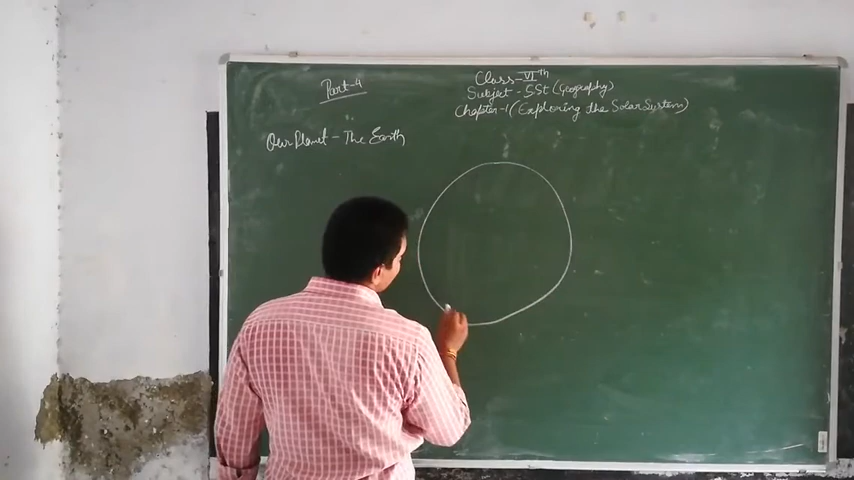 Part-4
Class-VIth
Subject - SSt (Geography)
Chapter-1 (Exploring the Solar System)
Our Planet - The Earth